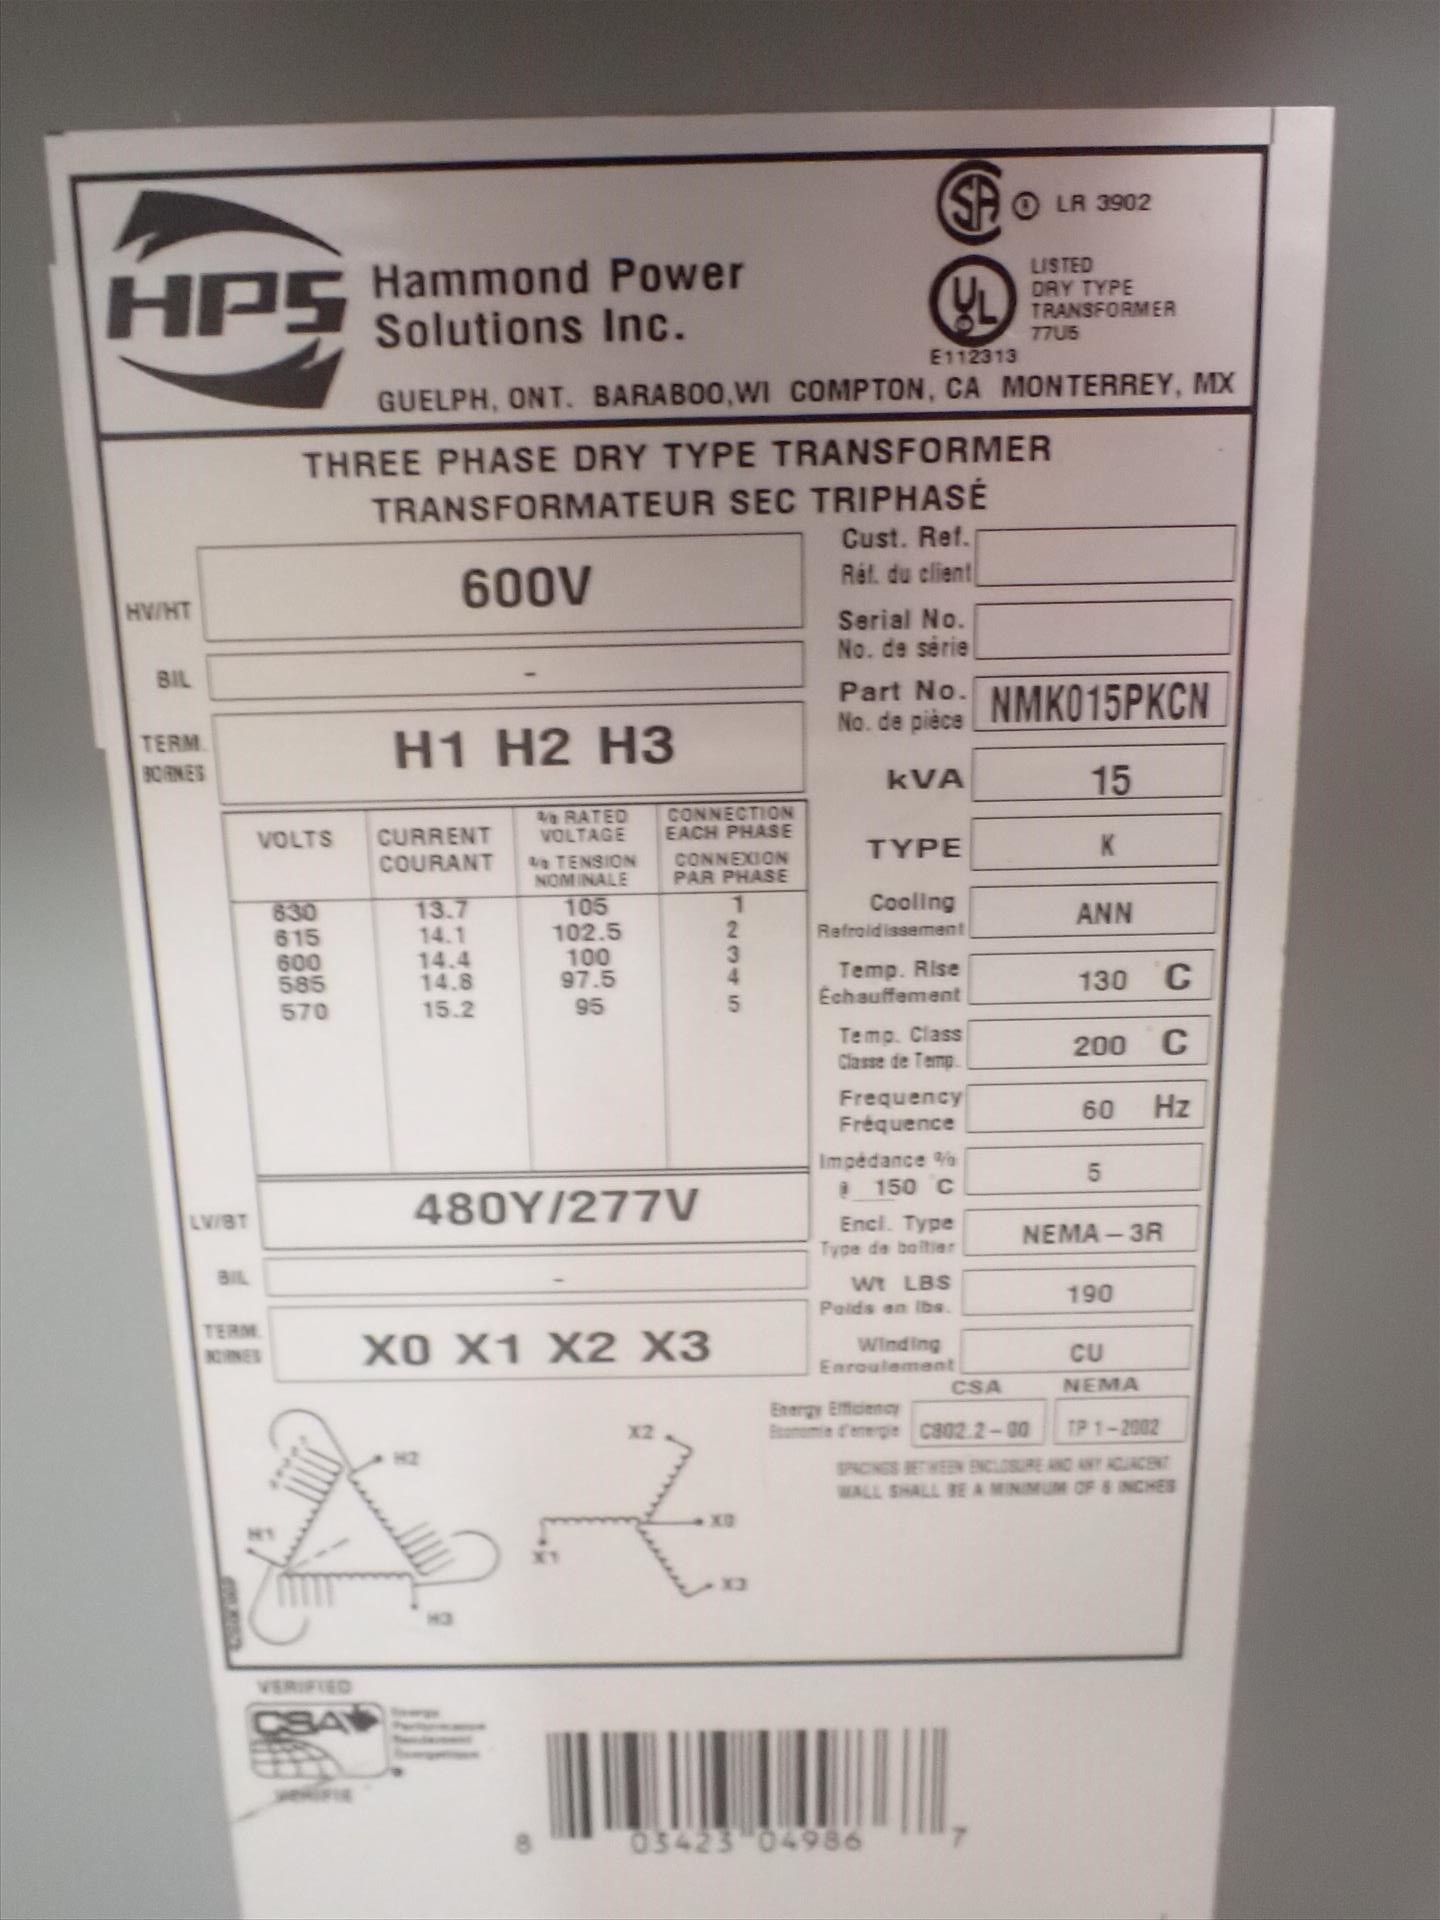 HPS
Hammond Power
Solutions Inc.
GUELPH, ONT. BARABOO,WI COMPTON, CA MONTERREY, MX
LR 3902
LISTED
DRY TYPE
TRANSFORMER
77U5
E112313
THREE PHASE DRY TYPE TRANSFORMER
TRANSFORMATEUR SEC TRIPHASÉ
HV/HT 600V
BIL -
TERM. H1 H2 H3
BORNES
VOLTS CURRENT COURANT % RATED VOLTAGE % TENSION NOMINALE CONNECTION EACH PHASE CONNEXION PAR PHASE
630 13.7 105 1
615 14.1 102.5 2
600 14.4 100 3
585 14.8 97.5 4
570 15.2 95 5
LV/BT 480Y/277V
BIL -
TERM. X0 X1 X2 X3
BORNES
Cust. Ref.
Réf. du client
Serial No.
No. de série
Part No. NMK015PKCN
No. de pièce
kVA 15
TYPE K
Cooling ANN
Refroidissement
Temp. Rise 130 C
Échauffement
Temp. Class 200 C
Classe de Temp.
Frequency 60 Hz
Fréquence
Impédance % 5
@ 150 C
Encl. Type NEMA-3R
Type de boîtier
Wt LBS 190
Poids en lbs.
Winding CU
Enroulement
CSA NEMA
Energy Efficiency C802.2-00 TP 1-2002
Économie d'énergie
SPACINGS BETWEEN ENCLOSURE AND ANY ADJACENT
WALL SHALL BE A MINIMUM OF 6 INCHES
H2
H1
H3
X2
X0
X1
X3
VERIFIED
CSA
Energy
Performance
Rendement
Énergétique
VERIFIE
8 03423 04986 7